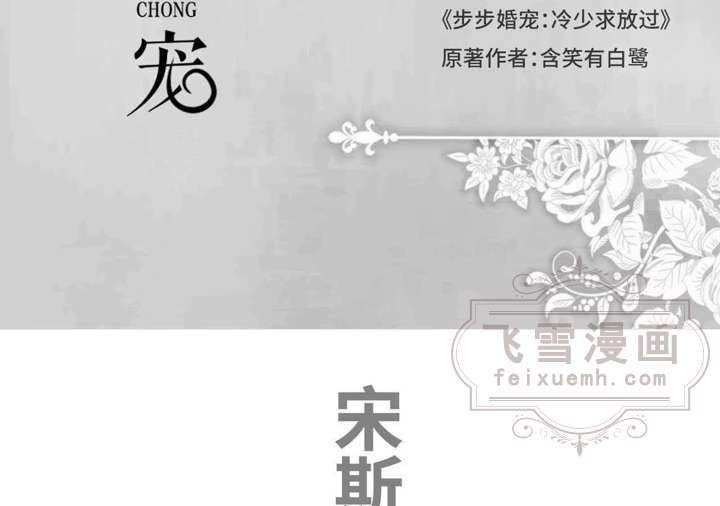 CHONG
宠
《步步婚宠：冷少求放过》
原著作者：含笑有白鹭
飞雪漫画
feixuemh.com
宋
斯